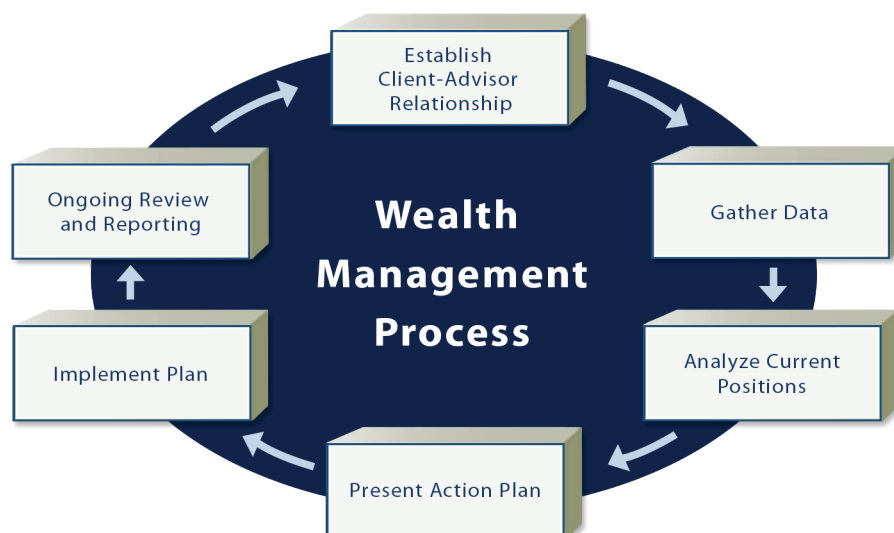 Establish
Client-Advisor
Relationship
Ongoing Review
and Reporting
Gather Data
Wealth
Management
Process
Implement Plan
Analyze Current
Positions
Present Action Plan